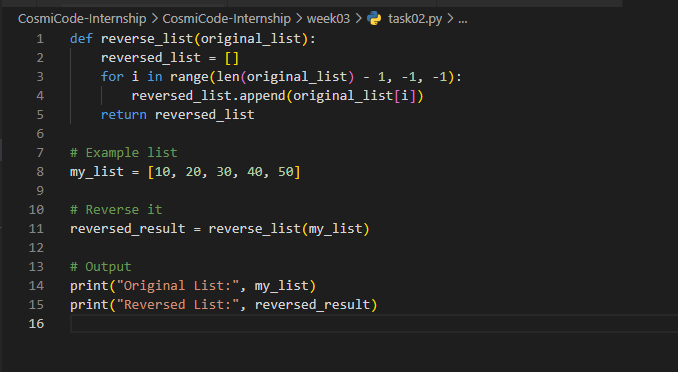 CosmiCode-Internship > CosmiCode-Internship > week03 > task02.py > ...
1 def reverse_list(original_list):
2     reversed_list = []
3     for i in range(len(original_list) - 1, -1, -1):
4         reversed_list.append(original_list[i])
5     return reversed_list
6
7 # Example list
8 my_list = [10, 20, 30, 40, 50]
9
10 # Reverse it
11 reversed_result = reverse_list(my_list)
12
13 # Output
14 print("Original List:", my_list)
15 print("Reversed List:", reversed_result)
16